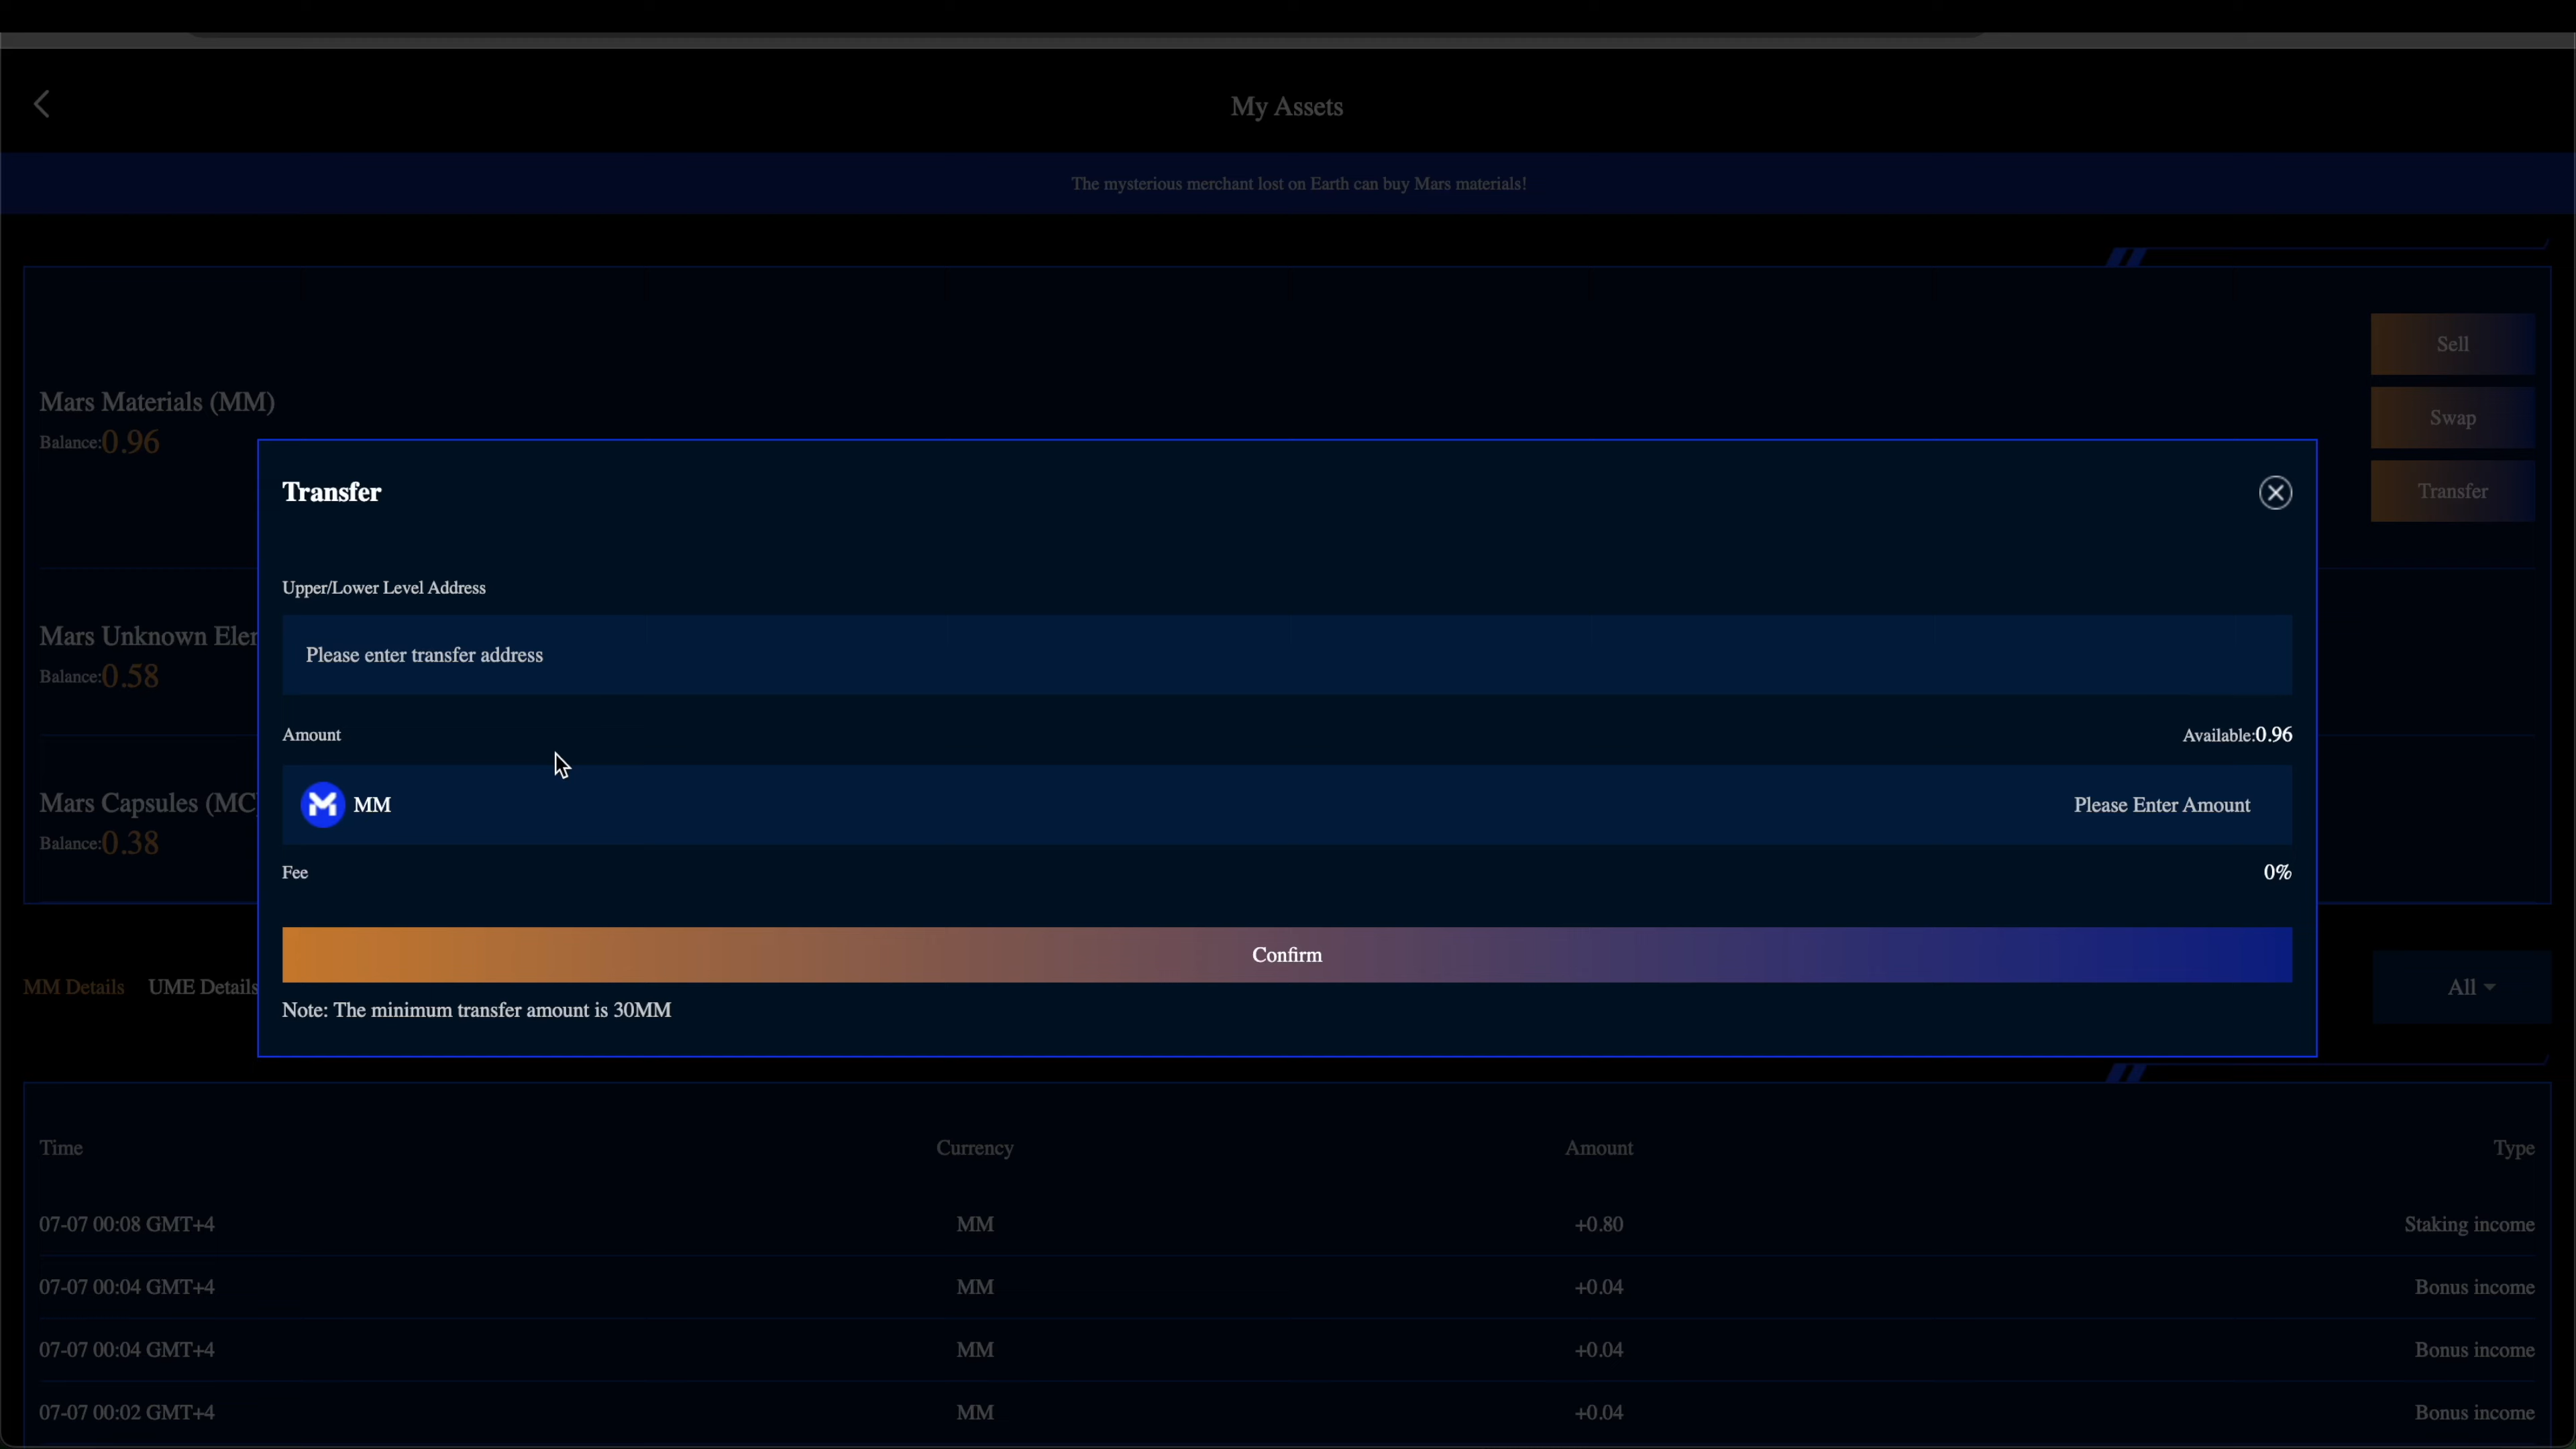 My Assets
The mysterious merchant lost on Earth can buy Mars materials!
Sell
Mars Materials (MM)
Swap
Balance:0.96
Transfer
Transfer
Upper/Lower Level Address
Mars Unknown Elem
Please enter transfer address
Balance:0.58
Amount
Available:0.96
Mars Capsules (MC)
MM
Please Enter Amount
Balance:0.38
Fee
0%
Confirm
MM Details UME Details
All
Note: The minimum transfer amount is 30MM
Time Currency Amount Type
07-07 00:08 GMT+4 MM +0.80 Staking income
07-07 00:04 GMT+4 MM +0.04 Bonus income
07-07 00:04 GMT+4 MM +0.04 Bonus income
07-07 00:02 GMT+4 MM +0.04 Bonus income